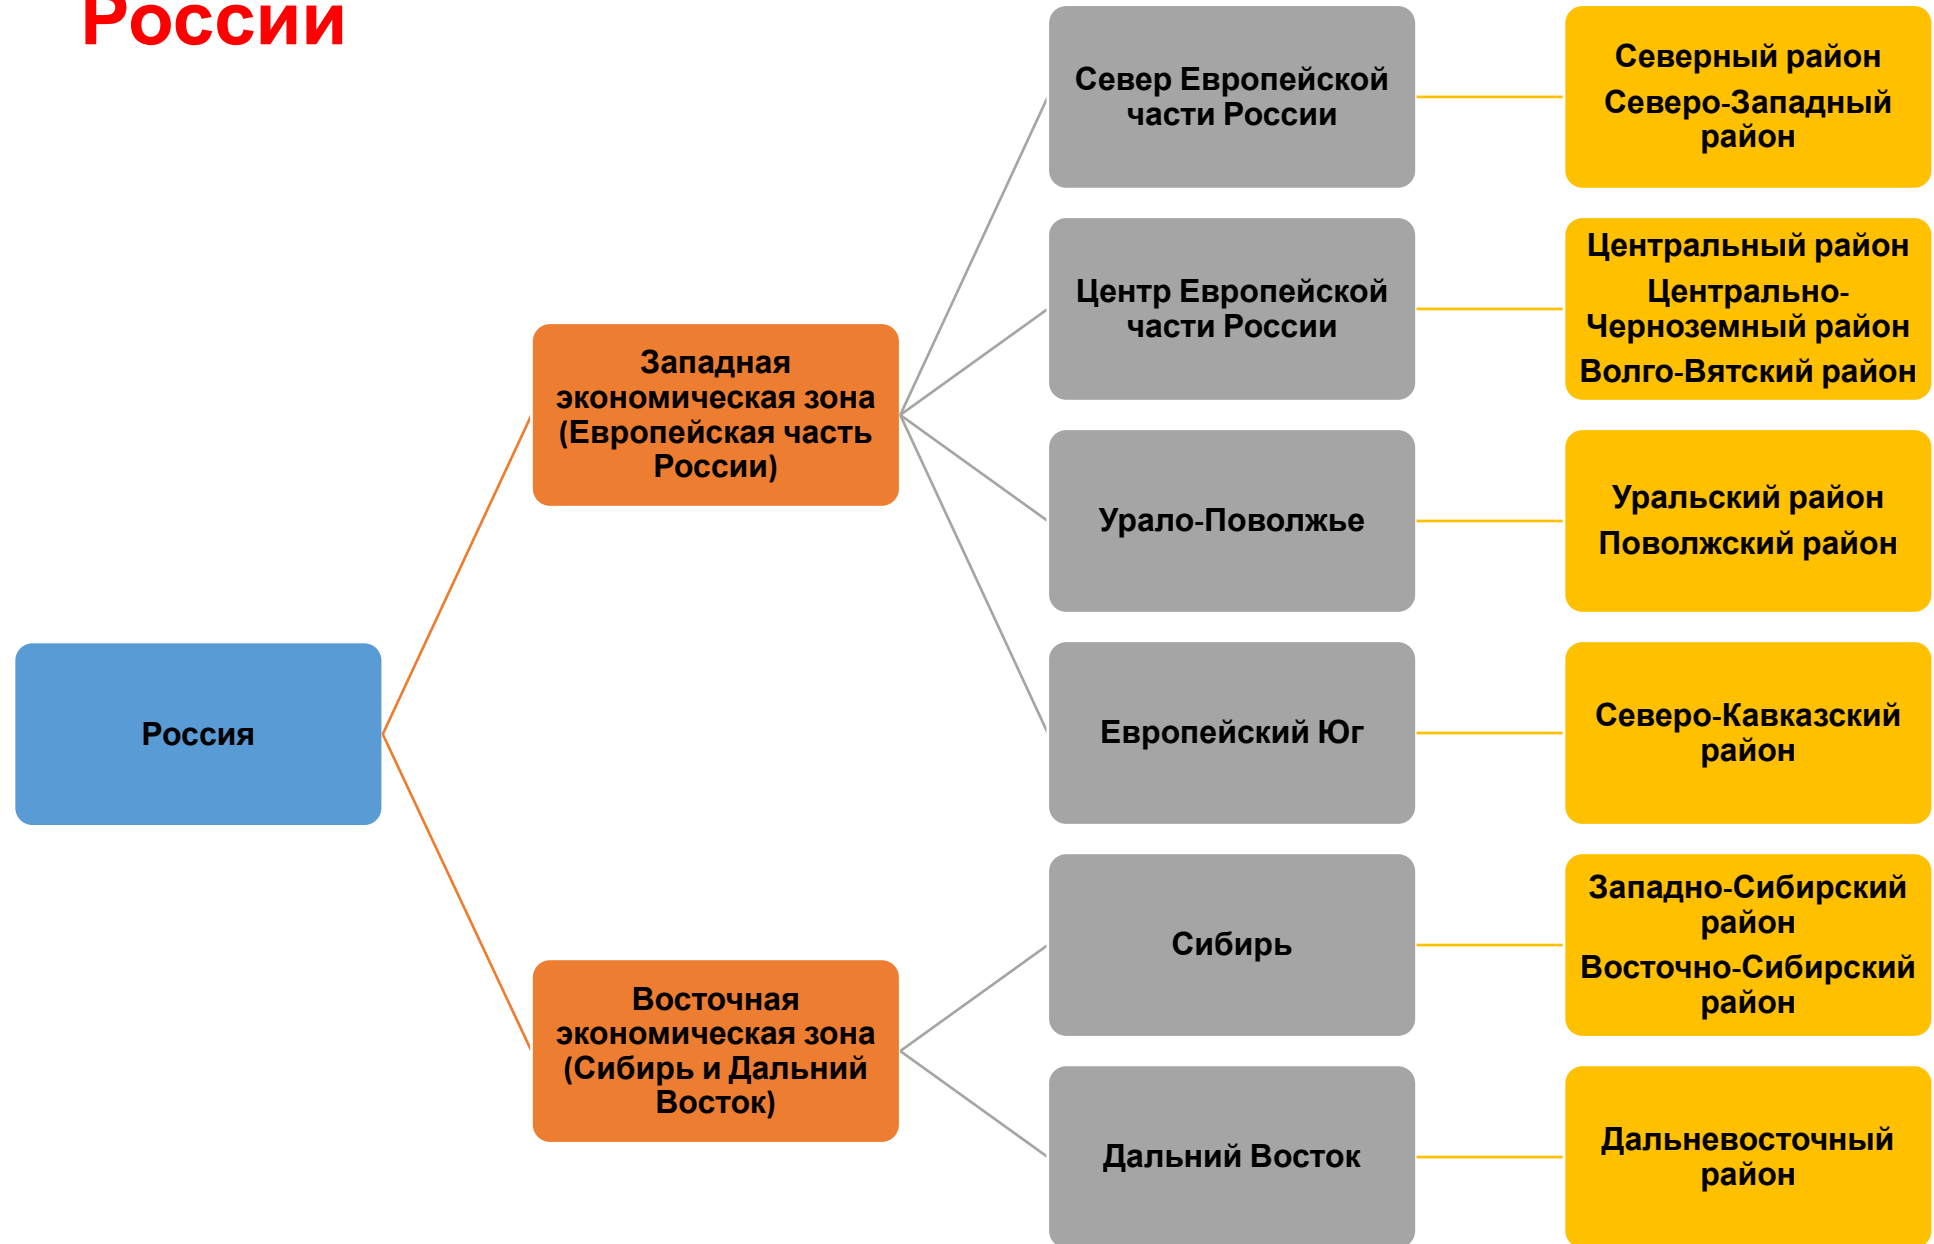 России
Север Европейской
части России
Северный район
Северо-Западный
район
Центр Европейской
части России
Центральный район
Центрально-
Черноземный район
Волго-Вятский район
Западная
экономическая зона
(Европейская часть
России)
Урало-Поволжье
Уральский район
Поволжский район
Россия
Европейский Юг
Северо-Кавказский
район
Восточная
экономическая зона
(Сибирь и Дальний
Восток)
Сибирь
Западно-Сибирский
район
Восточно-Сибирский
район
Дальний Восток
Дальневосточный
район